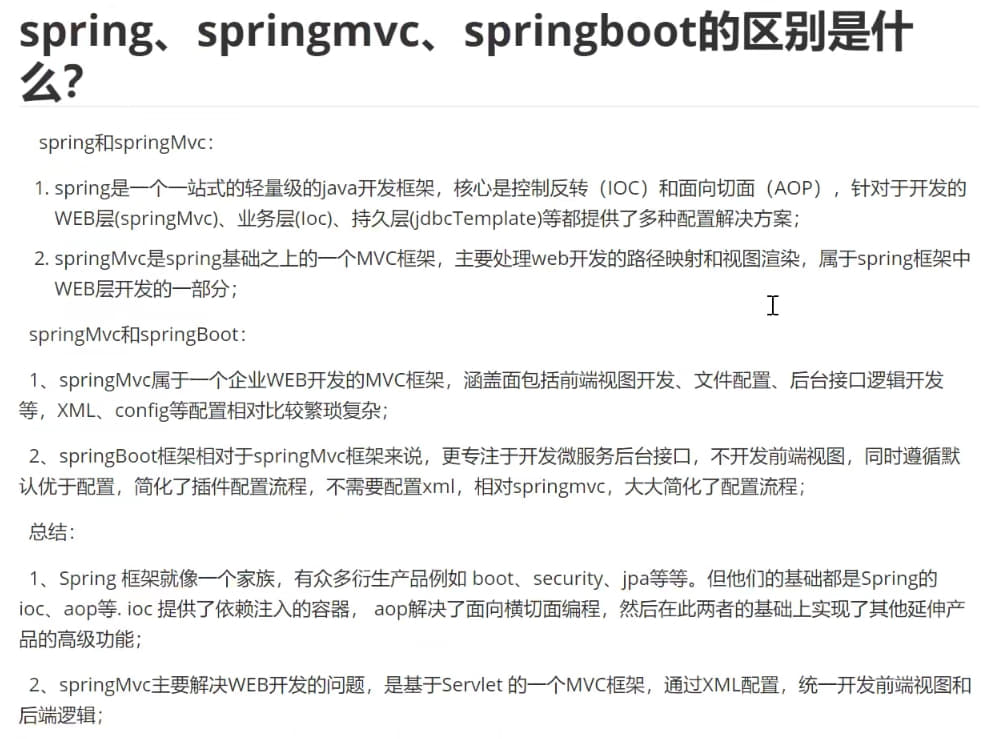 spring、springmvc、springboot的区别是什
么？
spring和springMvc：
1. spring是一个一站式的轻量级的java开发框架，核心是控制反转（IOC）和面向切面（AOP），针对于开发的
WEB层(springMvc)、业务层(Ioc)、持久层(jdbcTemplate)等都提供了多种配置解决方案；
2. springMvc是spring基础之上的一个MVC框架，主要处理web开发的路径映射和视图渲染，属于spring框架中
WEB层开发的一部分；
springMvc和springBoot：
1、springMvc属于一个企业WEB开发的MVC框架，涵盖面包括前端视图开发、文件配置、后台接口逻辑开发
等，XML、config等配置相对比较繁琐复杂；
2、springBoot框架相对于springMvc框架来说，更专注于开发微服务后台接口，不开发前端视图，同时遵循默
认优于配置，简化了插件配置流程，不需要配置xml，相对springmvc，大大简化了配置流程；
总结：
1、Spring 框架就像一个家族，有众多衍生产品例如 boot、security、jpa等等。但他们的基础都是Spring的
ioc、aop等. ioc 提供了依赖注入的容器， aop解决了面向横切面编程，然后在此两者的基础上实现了其他延伸产
品的高级功能；
2、springMvc主要解决WEB开发的问题，是基于Servlet 的一个MVC框架，通过XML配置，统一开发前端视图和
后端逻辑；